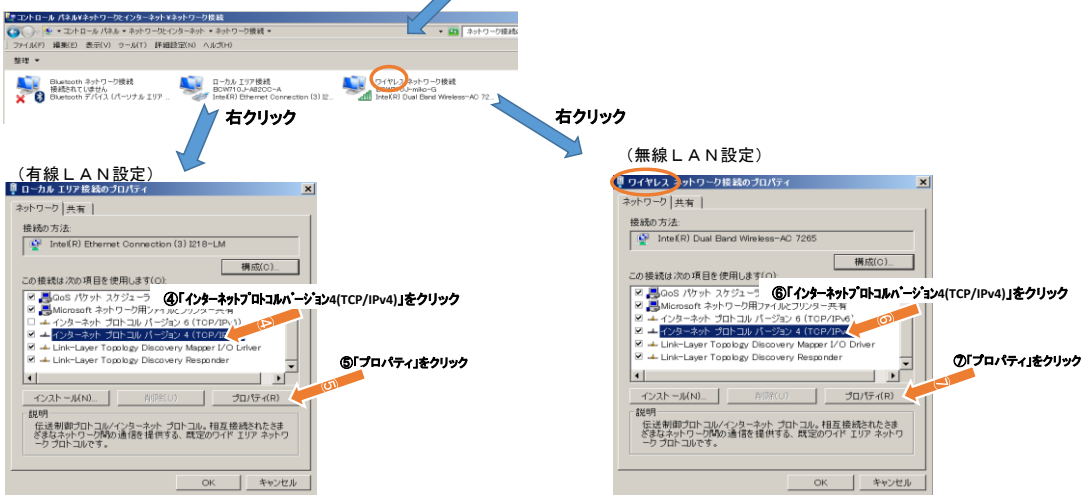 コントロール パネル¥ネットワークとインターネット¥ネットワーク接続
コントロール パネル ▾ ネットワークとインターネット ▾ ネットワーク接続 ▾
ネットワーク接続の
ファイル(F) 編集(E) 表示(V) ツール(T) 詳細設定(N) ヘルプ(H)
整理 ▾
Bluetooth ネットワーク接続
接続されていません
Bluetooth デバイス (パーソナル エリア ...
ローカル エリア接続
BCW710J-A82CC-A
Intel(R) Ethernet Connection (3) I2...
ワイヤレス ネットワーク接続
Intel(R) Dual Band Wireless-AC 72...
右クリック
右クリック
（有線ＬＡＮ設定）
ローカル エリア接続のプロパティ
ネットワーク 共有
接続の方法:
Intel(R) Ethernet Connection (3) I218-LM
構成(C)...
この接続は次の項目を使用します(O):
QoS パケット スケジューラ
Microsoft ネットワーク用ファイルとプリンター共有
インターネット プロトコル バージョン 6 (TCP/IPv6)
インターネット プロトコル バージョン 4 (TCP/IP
Link-Layer Topology Discovery Mapper I/O Driver
Link-Layer Topology Discovery Responder
④「インターネットプロトコルバージョン4(TCP/IPv4)」をクリック
④
⑤「プロパティ」をクリック
⑤
インストール(N)...
削除(U)
プロパティ(R)
説明
伝送制御プロトコル/インターネット プロトコル。相互接続されたさ
まざまなネットワーク間の通信を提供する、既定のワイド エリア ネットワ
ーク プロトコルです。
OK
キャンセル
（無線ＬＡＮ設定）
ワイヤレス ネットワーク接続のプロパティ
ネットワーク 共有
接続の方法:
Intel(R) Dual Band Wireless-AC 7265
構成(C)...
この接続は次の項目を使用します(O):
QoS パケット スケジューラ
Microsoft ネットワーク用ファイルとプリンター共有
インターネット プロトコル バージョン 6 (TCP/IPv6)
インターネット プロトコル バージョン 4 (TCP/IPv4
Link-Layer Topology Discovery Mapper I/O Driver
Link-Layer Topology Discovery Responder
⑥「インターネットプロトコルバージョン4(TCP/IPv4)」をクリック
⑥
⑦「プロパティ」をクリック
⑦
インストール(N)...
削除(U)
プロパティ(R)
説明
伝送制御プロトコル/インターネット プロトコル。相互接続されたさ
まざまなネットワーク間の通信を提供する、既定のワイド エリア ネットワ
ーク プロトコルです。
OK
キャンセル